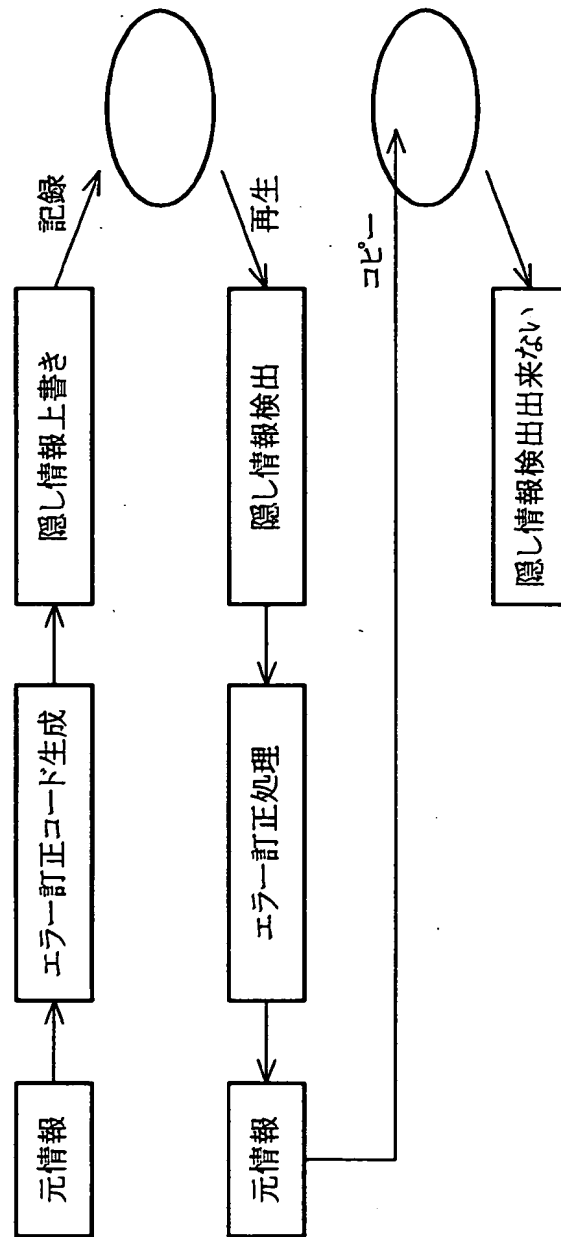 元情報
エラー訂正コード生成
隠し情報上書き
記録
元情報
エラー訂正処理
隠し情報検出
再生
コピー
隠し情報検出出来ない